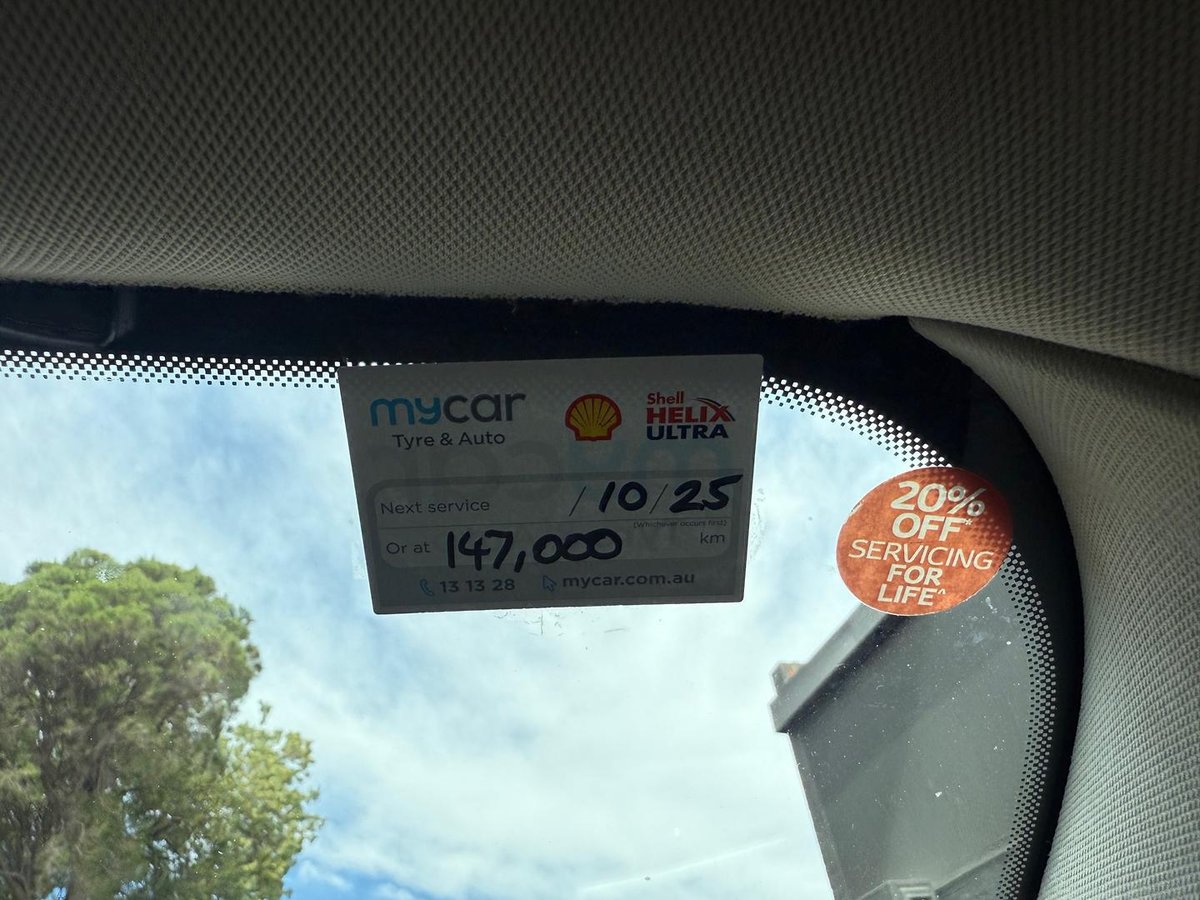 mycar
Tyre & Auto
Shell
HELIX
ULTRA
Next service / 10 / 25
(Whichever occurs first)
Or at 147,000 km
13 13 28 mycar.com.au
20%
OFF*
SERVICING
FOR
LIFE^